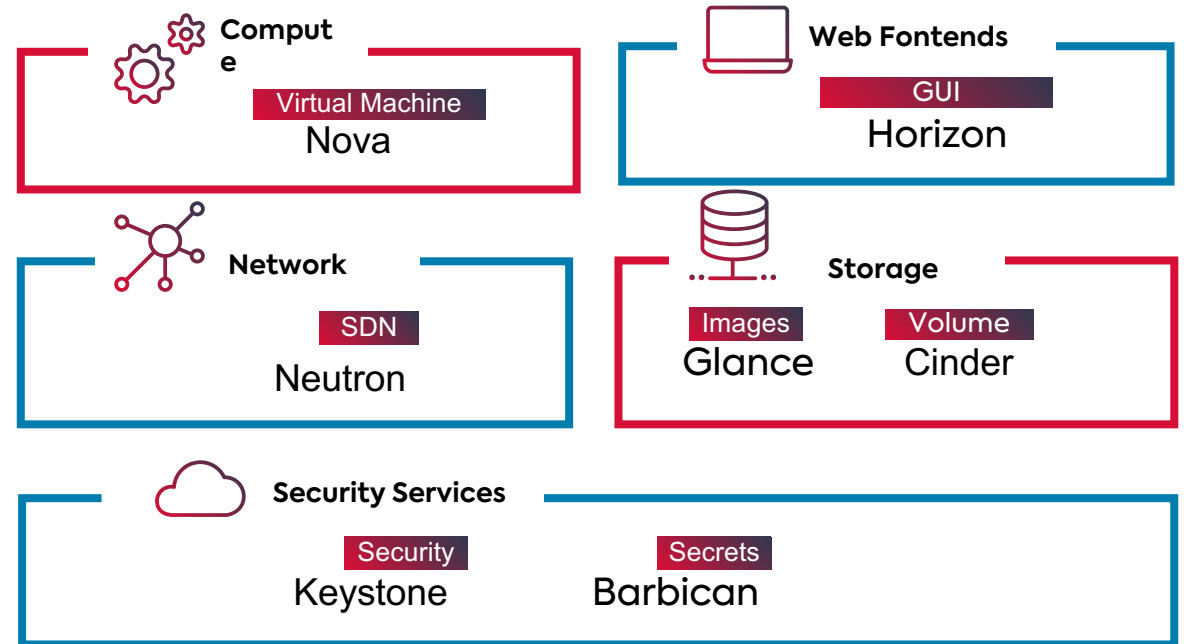 Comput
e
Virtual Machine
Nova
Web Fontends
GUI
Horizon
Network
SDN
Neutron
Storage
Images
Glance
Volume
Cinder
Security Services
Security
Keystone
Secrets
Barbican